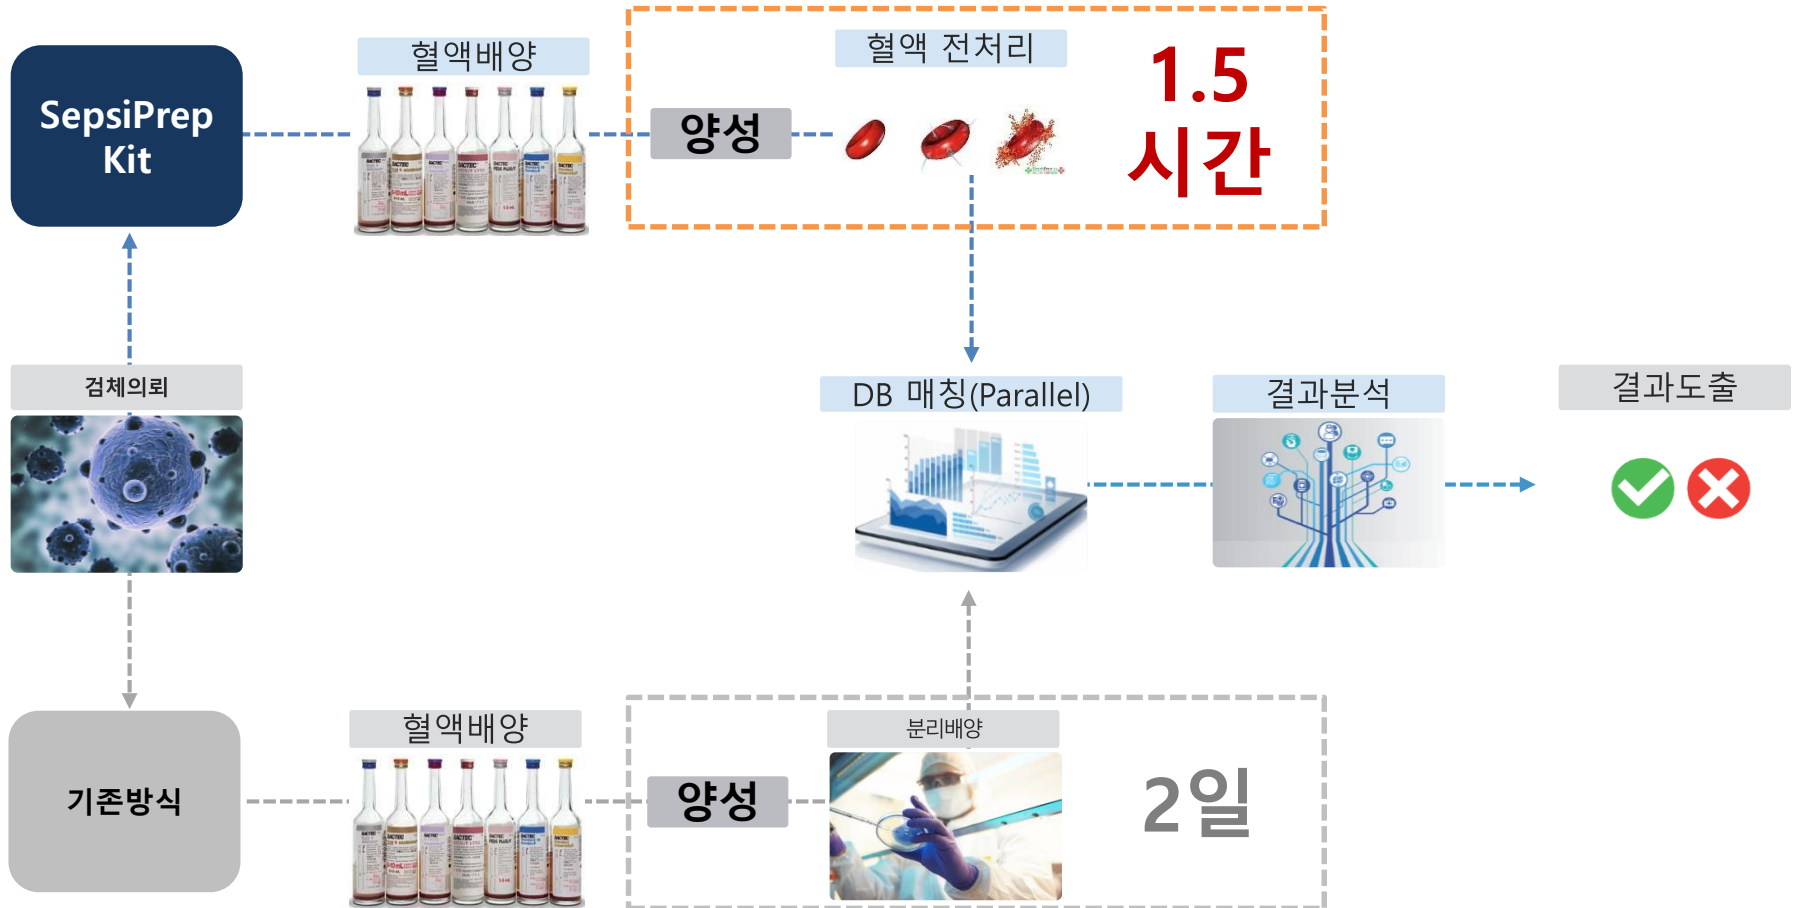 혈액배양
혈액 전처리
1.5
시간
SepsiPrep
Kit
양성
검체의뢰
DB 매칭(Parallel)
결과분석
결과도출
혈액배양
분리배양
기존방식
양성
2일